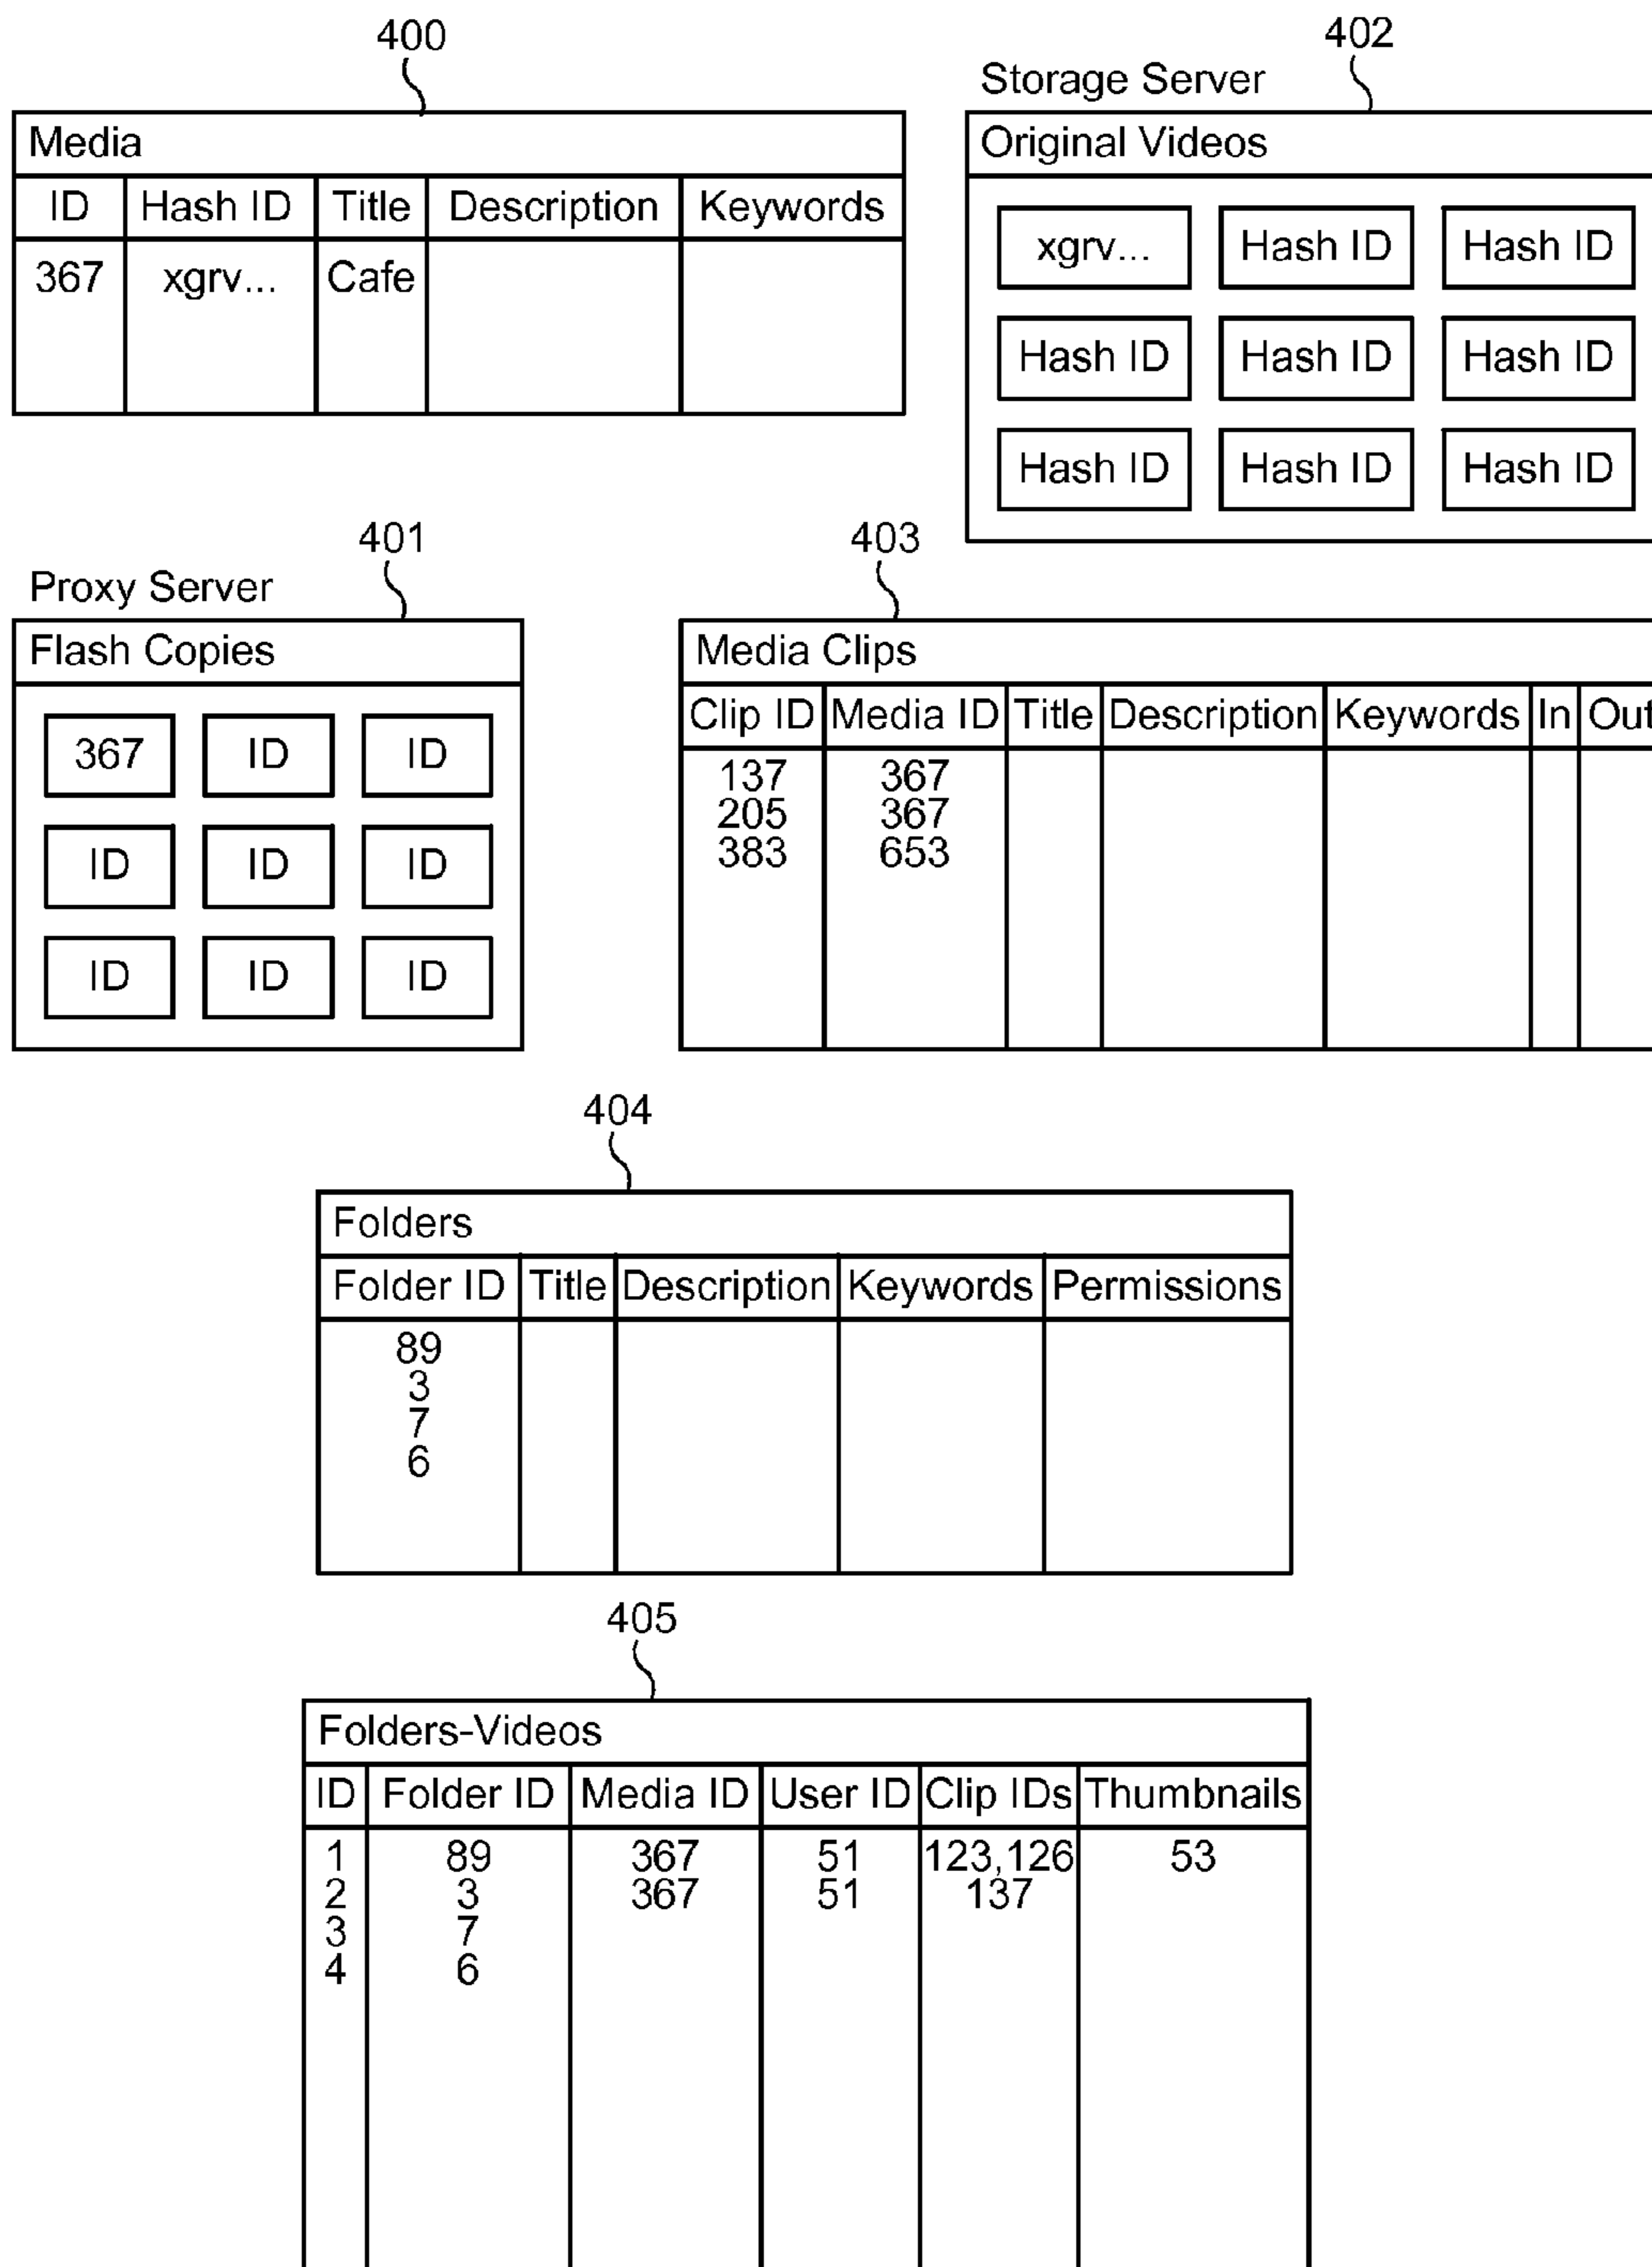 400
Media
ID Hash ID Title Description Keywords
367 xgrv... Cafe
402
Storage Server
Original Videos
xgrv... Hash ID Hash ID
Hash ID Hash ID Hash ID
Hash ID Hash ID Hash ID
401
Proxy Server
Flash Copies
367 ID ID
ID ID ID
ID ID ID
403
Media Clips
Clip ID Media ID Title Description Keywords In Out
137 367
205 367
383 653
404
Folders
Folder ID Title Description Keywords Permissions
89
3
7
6
405
Folders-Videos
ID Folder ID Media ID User ID Clip IDs Thumbnails
1 89 367 51 123,126 53
2 3 367 51 137
3 7
4 6